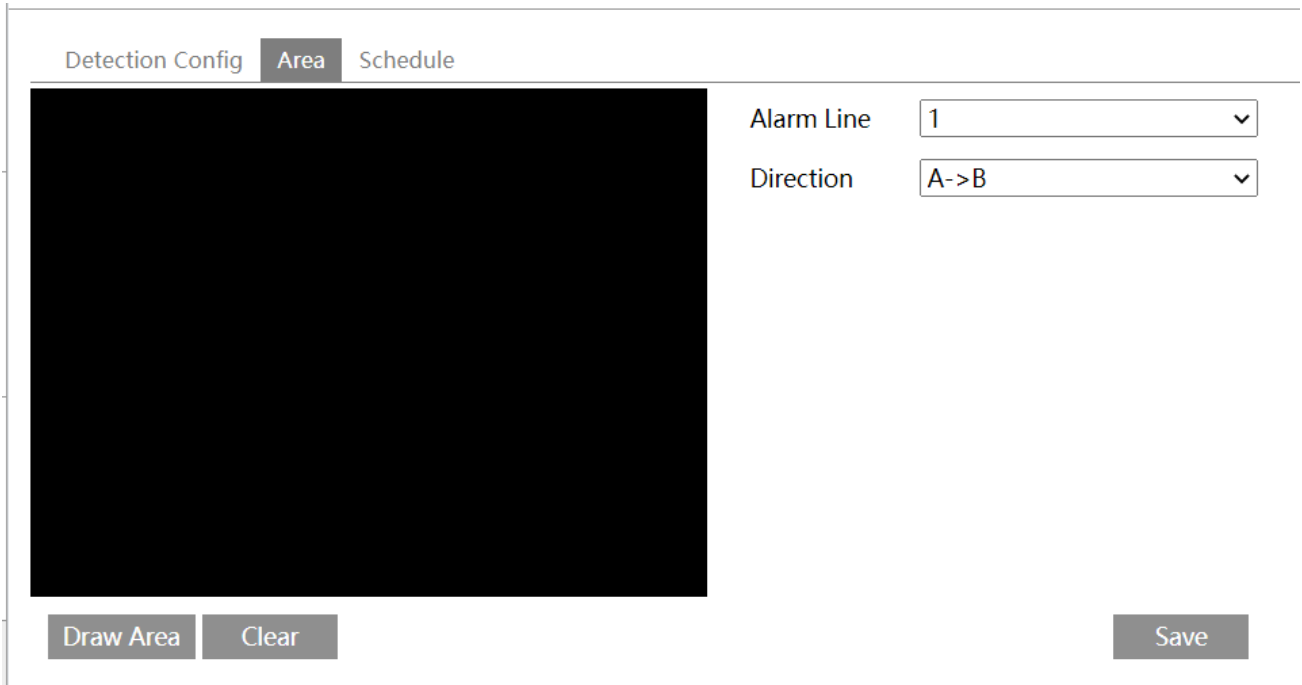 Detection Config Area Schedule
Alarm Line 1
Direction A->B
Draw Area Clear Save